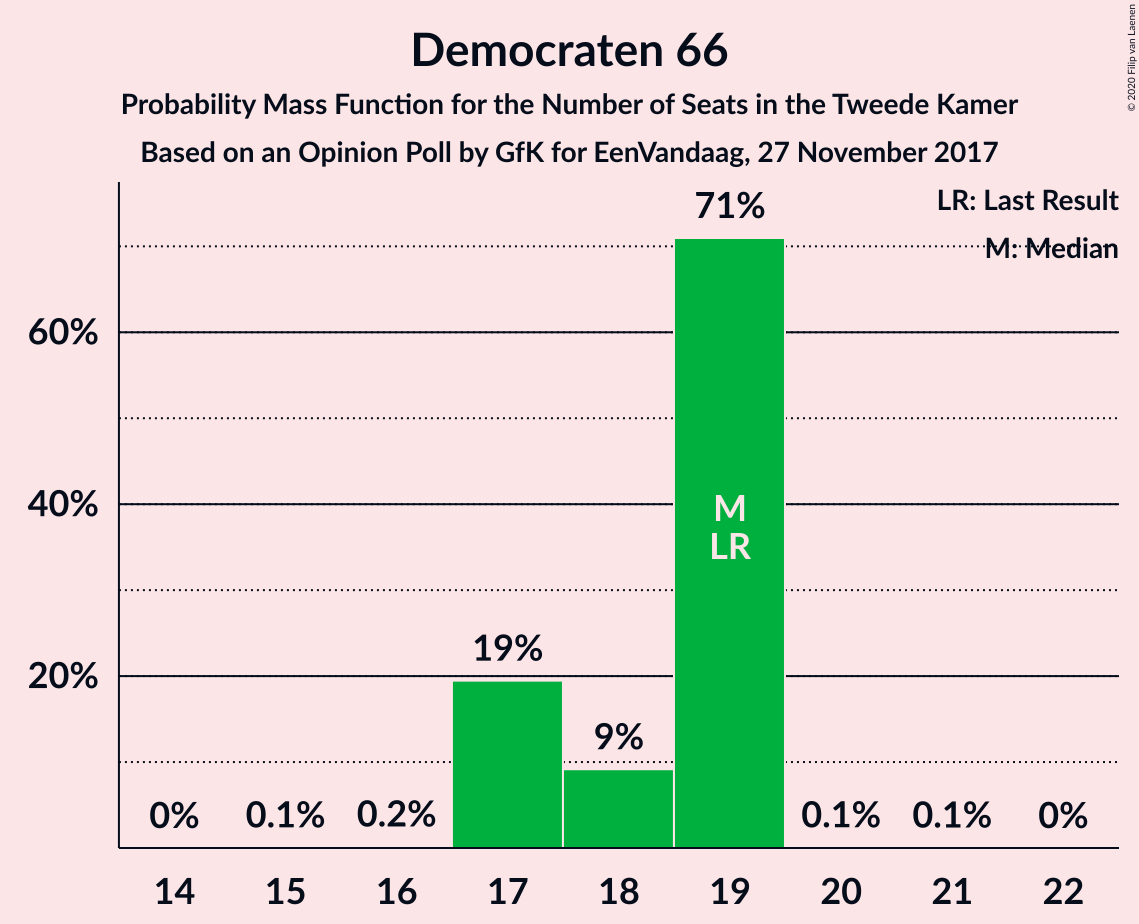 Democraten 66
Probability Mass Function for the Number of Seats in the Tweede Kamer
Based on an Opinion Poll by GfK for EenVandaag, 27 November 2017
© 2020 Filip van Laenen
LR: Last Result
M: Median
60%
40%
20%
0%
0.1%
0.2%
19%
9%
71%
M
LR
0.1%
0.1%
0%
14
15
16
17
18
19
20
21
22